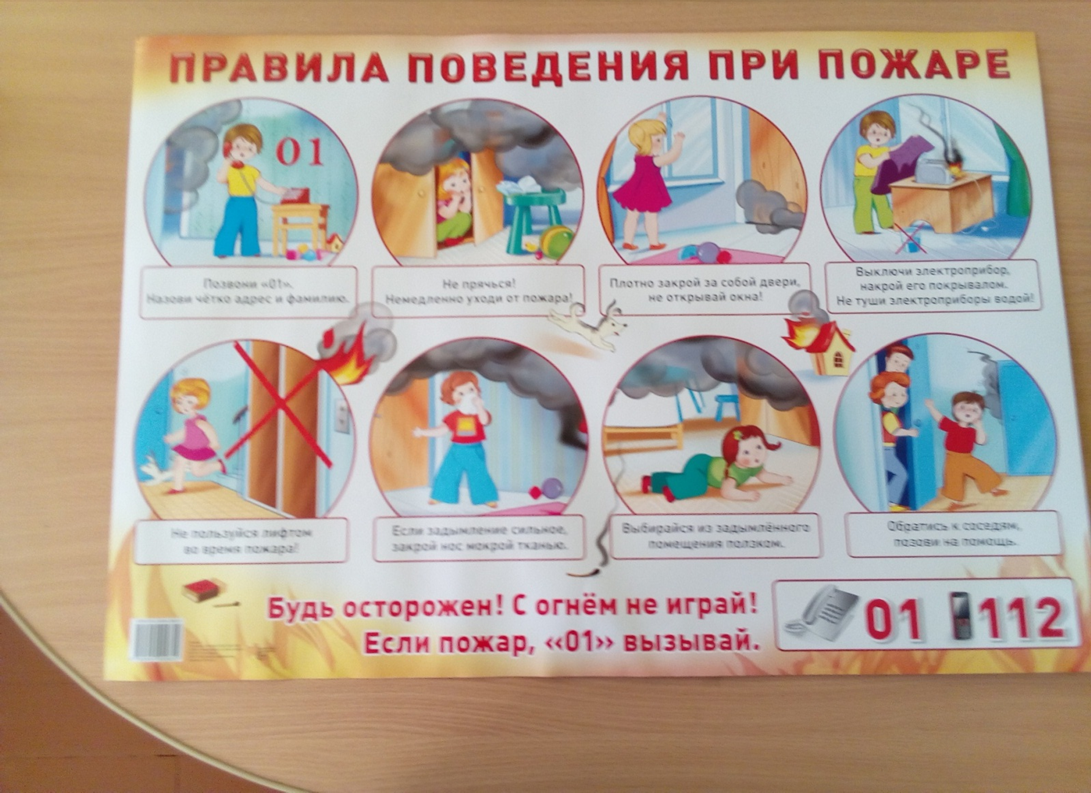 ПРАВИЛА ПОВЕДЕНИЯ ПРИ ПОЖАРЕ
01
Позвони «01».
Назови чётко адрес и фамилию.
Не прячься!
Немедленно уходи от пожара!
Плотно закрой за собой двери,
не открывай окна!
Выключи электроприбор,
накрой его покрывалом.
Не туши электроприборы водой!
Не пользуйся лифтом
во время пожара!
Если задымление сильное,
закрой нос мокрой тканью.
Выбирайся из задымлённого
помещения ползком.
Обратись к соседям,
позови на помощь.
Будь осторожен! С огнём не играй!
Если пожар, «01» вызывай.
01 112